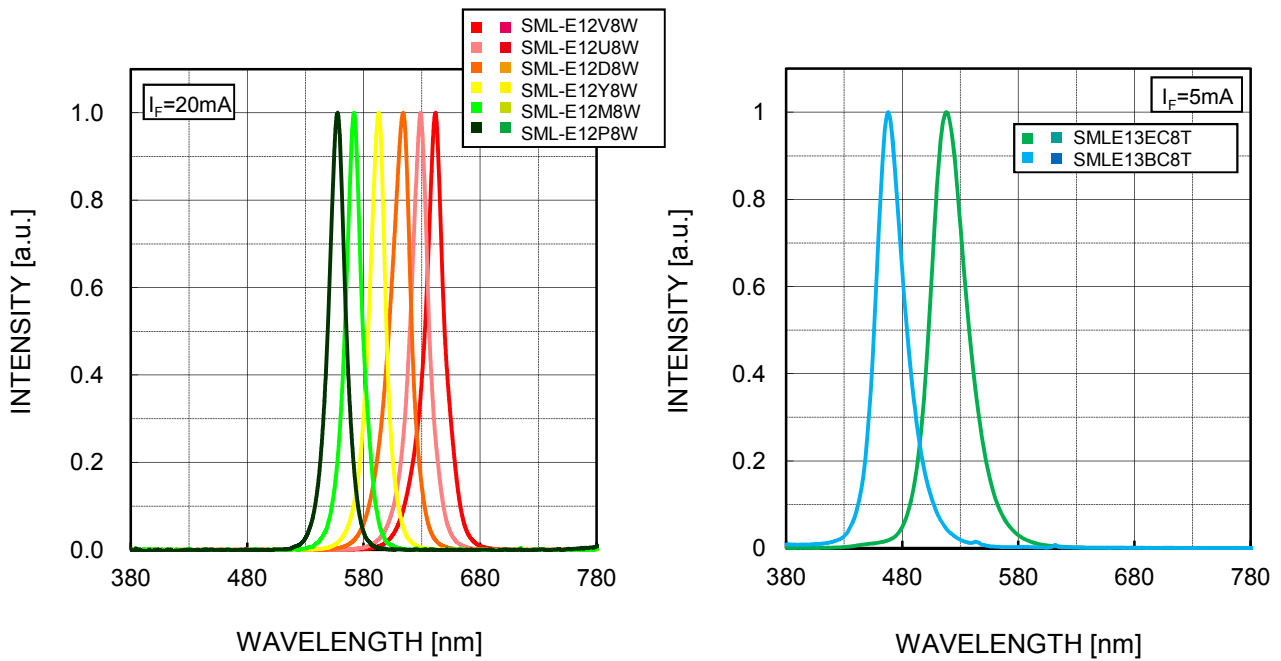 SML-E12V8W
SML-E12U8W
SML-E12D8W
SML-E12Y8W
SML-E12M8W
SML-E12P8W
IF=20mA
1.0
0.8
0.6
0.4
0.2
0.0
INTENSITY [a.u.]
380 480 580 680 780
WAVELENGTH [nm]
IF=5mA
SMLE13EC8T
SMLE13BC8T
1
0.8
0.6
0.4
0.2
0
INTENSITY [a.u.]
380 480 580 680 780
WAVELENGTH [nm]